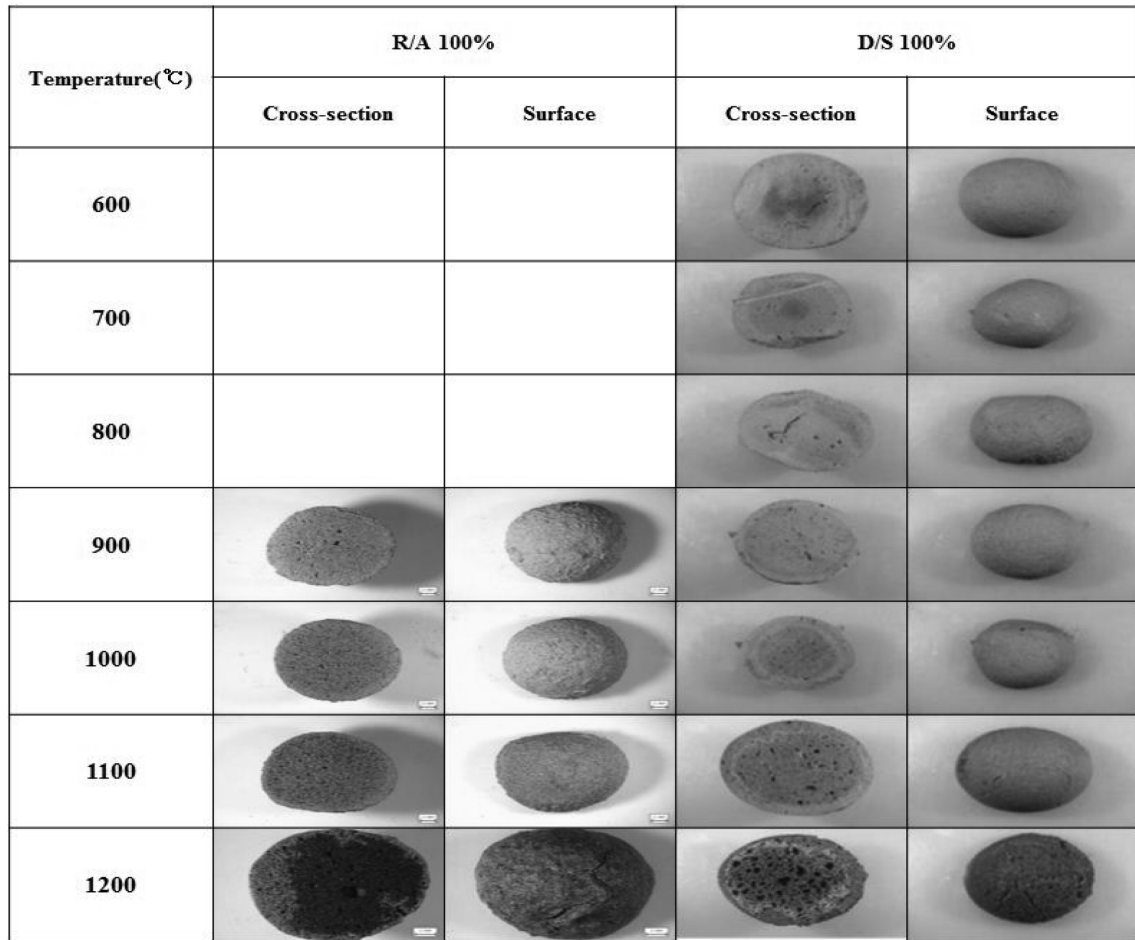 Temperature(℃)
R/A 100%
D/S 100%
Cross-section
Surface
Cross-section
Surface
600
700
800
900
1000
1100
1200